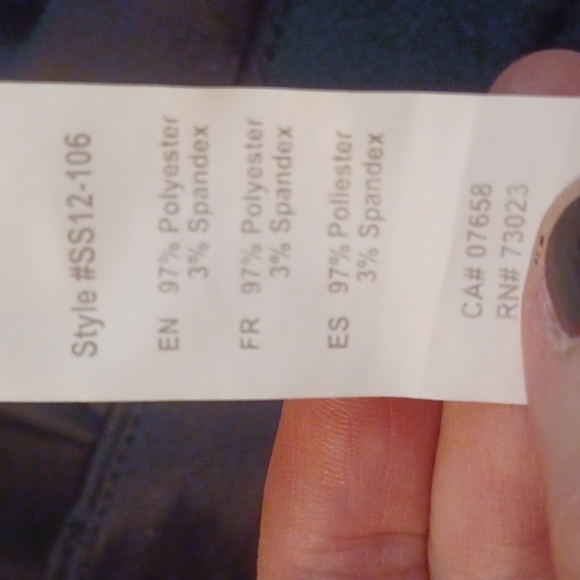 Style #SS12-106
EN 97% Polyester
3% Spandex
FR 97% Polyester
3% Spandex
ES 97% Poliester
3% Spandex
CA# 07658
RN# 73023